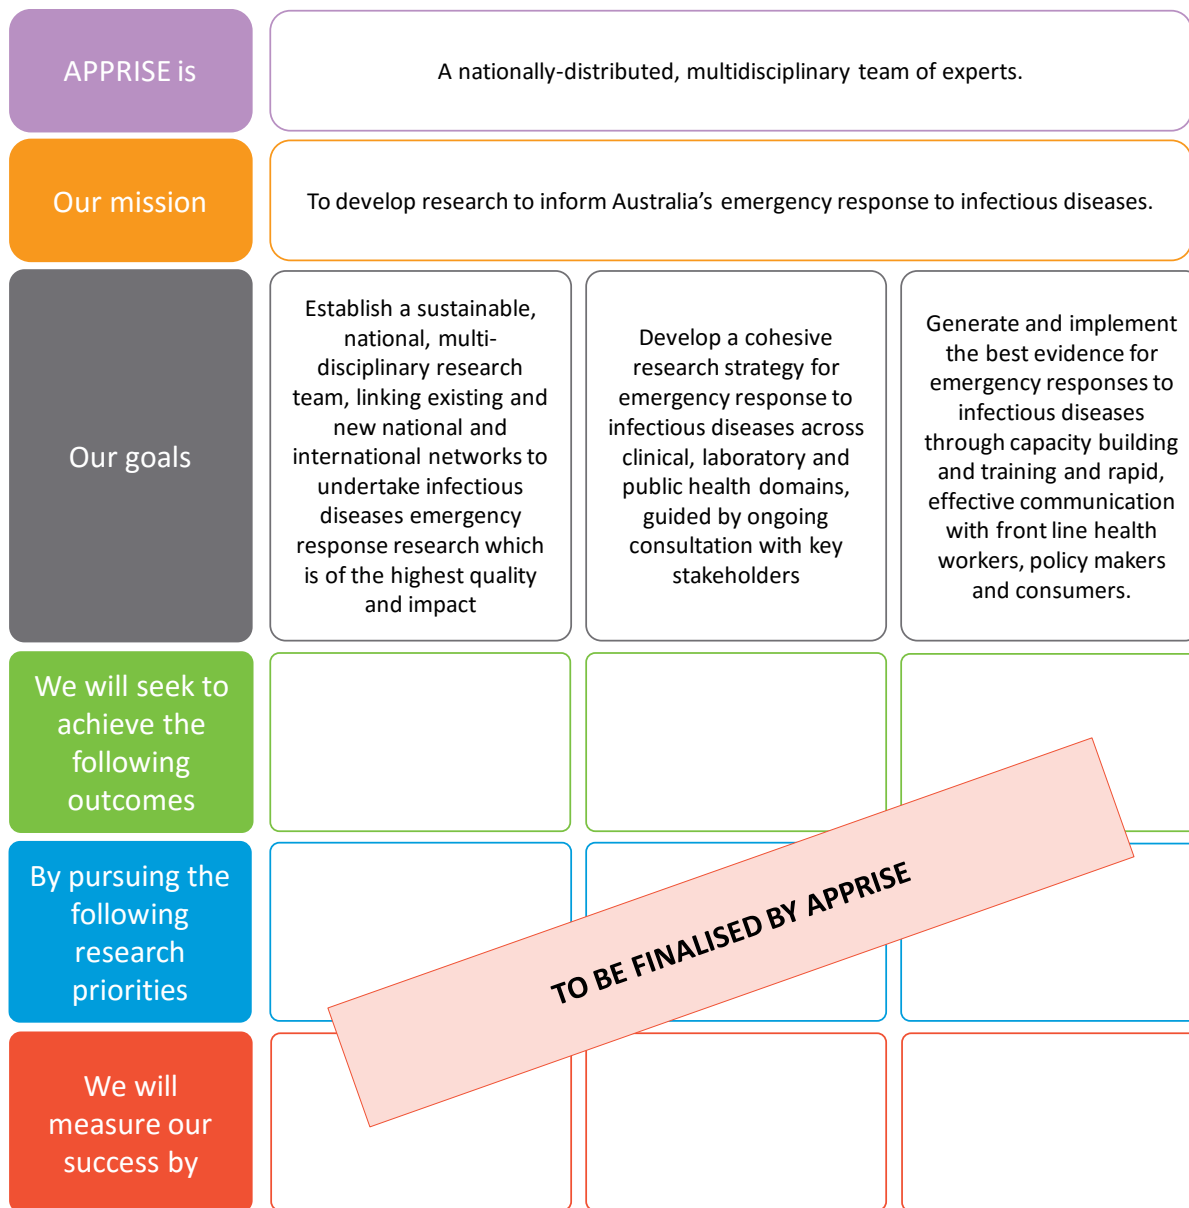 APPRISE is
A nationally-distributed, multidisciplinary team of experts.
Our mission
To develop research to inform Australia’s emergency response to infectious diseases.
Our goals
Establish a sustainable,
national, multi-
disciplinary research
team, linking existing and
new national and
international networks to
undertake infectious
diseases emergency
response research which
is of the highest quality
and impact
Develop a cohesive
research strategy for
emergency response to
infectious diseases across
clinical, laboratory and
public health domains,
guided by ongoing
consultation with key
stakeholders
Generate and implement
the best evidence for
emergency responses to
infectious diseases
through capacity building
and training and rapid,
effective communication
with front line health
workers, policy makers
and consumers.
We will seek to
achieve the
following
outcomes
By pursuing the
following
research
priorities
TO BE FINALISED BY APPRISE
We will
measure our
success by